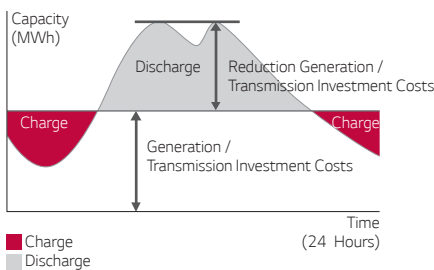 Capacity
(MWh)
Discharge
Reduction Generation /
Transmission Investment Costs
Charge
Charge
Generation /
Transmission Investment Costs
Time
(24 Hours)
Charge
Discharge